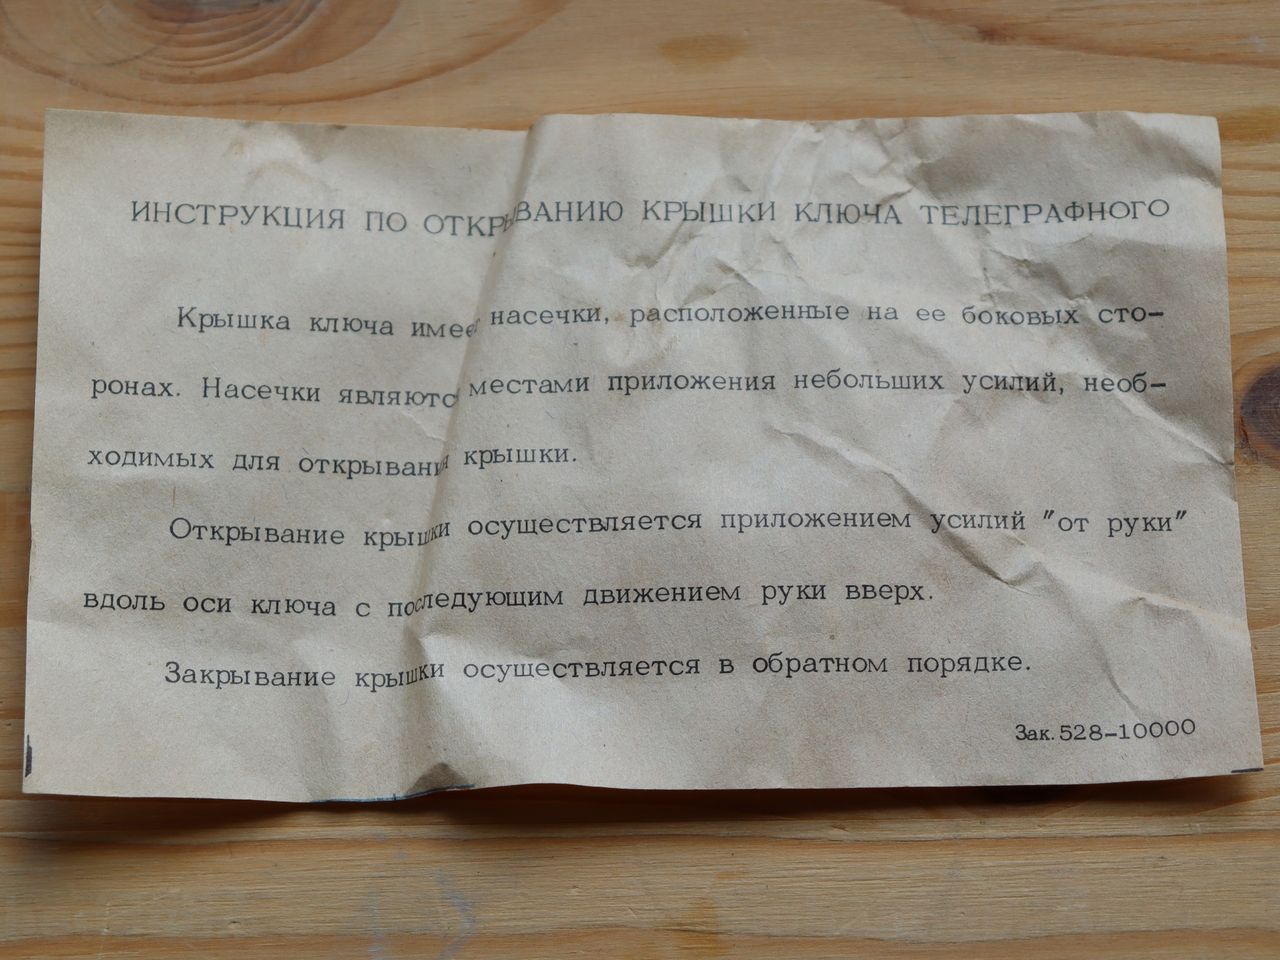 ИНСТРУКЦИЯ ПО ОТКРЫВАНИЮ КРЫШКИ КЛЮЧА ТЕЛЕГРАФНОГО
Крышка ключа имеет насечки, расположенные на ее боковых сто-
ронах. Насечки являются местами приложения небольших усилий, необ-
ходимых для открывания крышки.
Открывание крышки осуществляется приложением усилий "от руки"
вдоль оси ключа с последующим движением руки вверх.
Закрывание крышки осуществляется в обратном порядке.
Зак. 528-10000